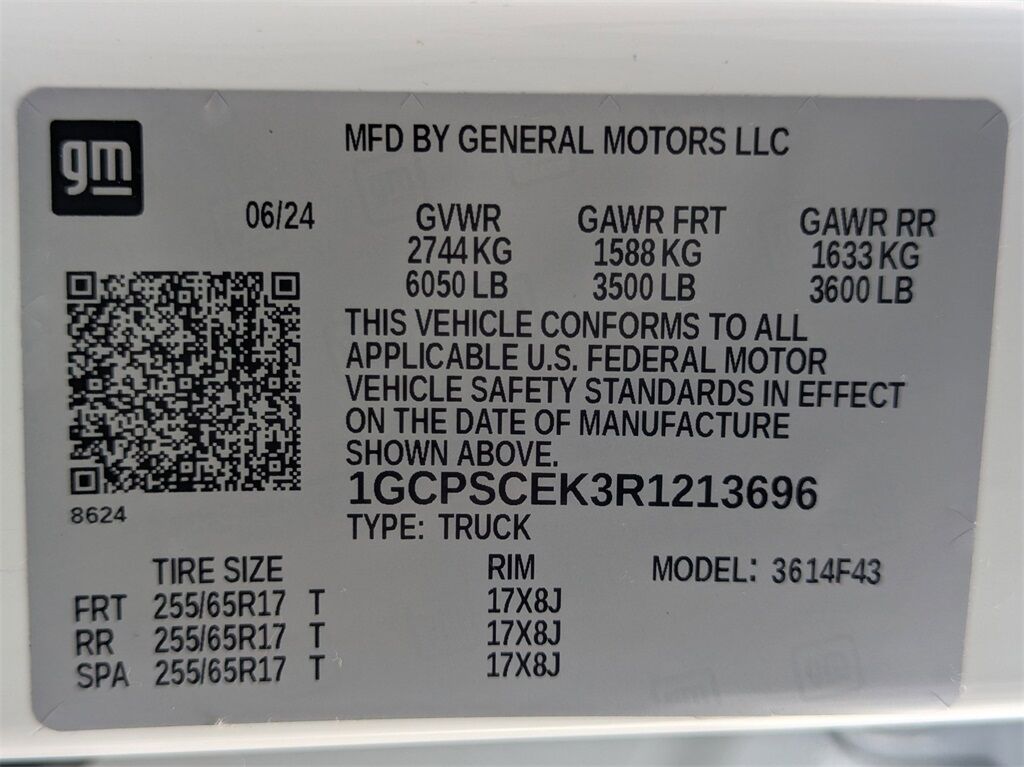 gm
MFD BY GENERAL MOTORS LLC
06/24 GVWR GAWR FRT GAWR RR
2744 KG 1588 KG 1633 KG
6050 LB 3500 LB 3600 LB
THIS VEHICLE CONFORMS TO ALL
APPLICABLE U.S. FEDERAL MOTOR
VEHICLE SAFETY STANDARDS IN EFFECT
ON THE DATE OF MANUFACTURE
SHOWN ABOVE.
1GCPSCEK3R1213696
8624
TYPE: TRUCK
TIRE SIZE RIM MODEL: 3614F43
FRT 255/65R17 T 17X8J
RR 255/65R17 T 17X8J
SPA 255/65R17 T 17X8J